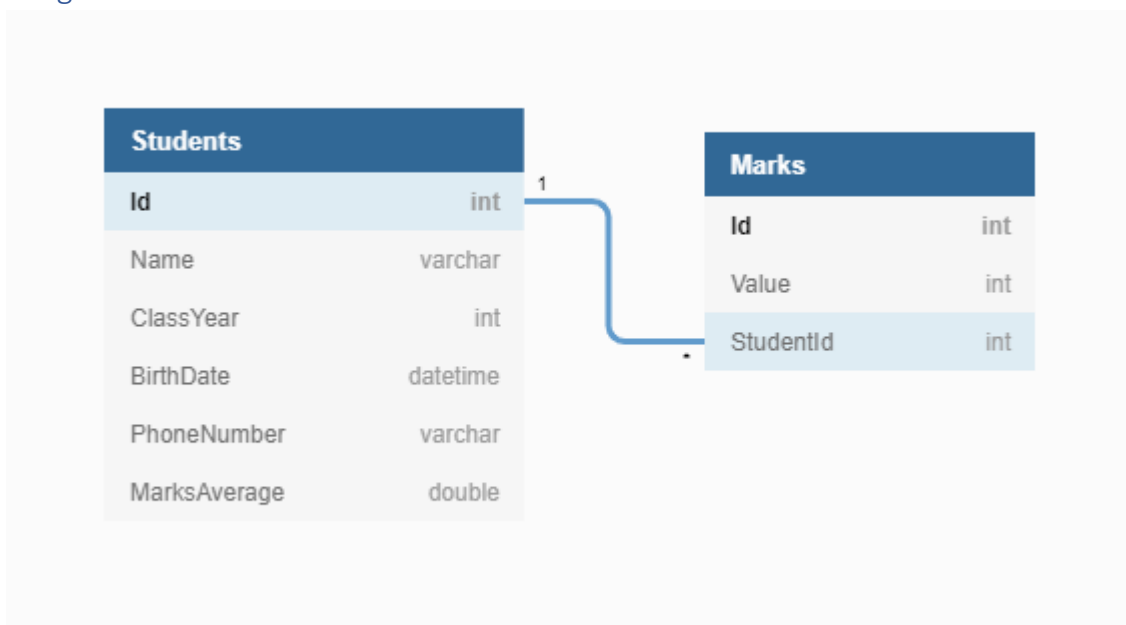 Students
Id int
Name varchar
ClassYear int
BirthDate datetime
PhoneNumber varchar
MarksAverage double
1
*
Marks
Id int
Value int
StudentId int